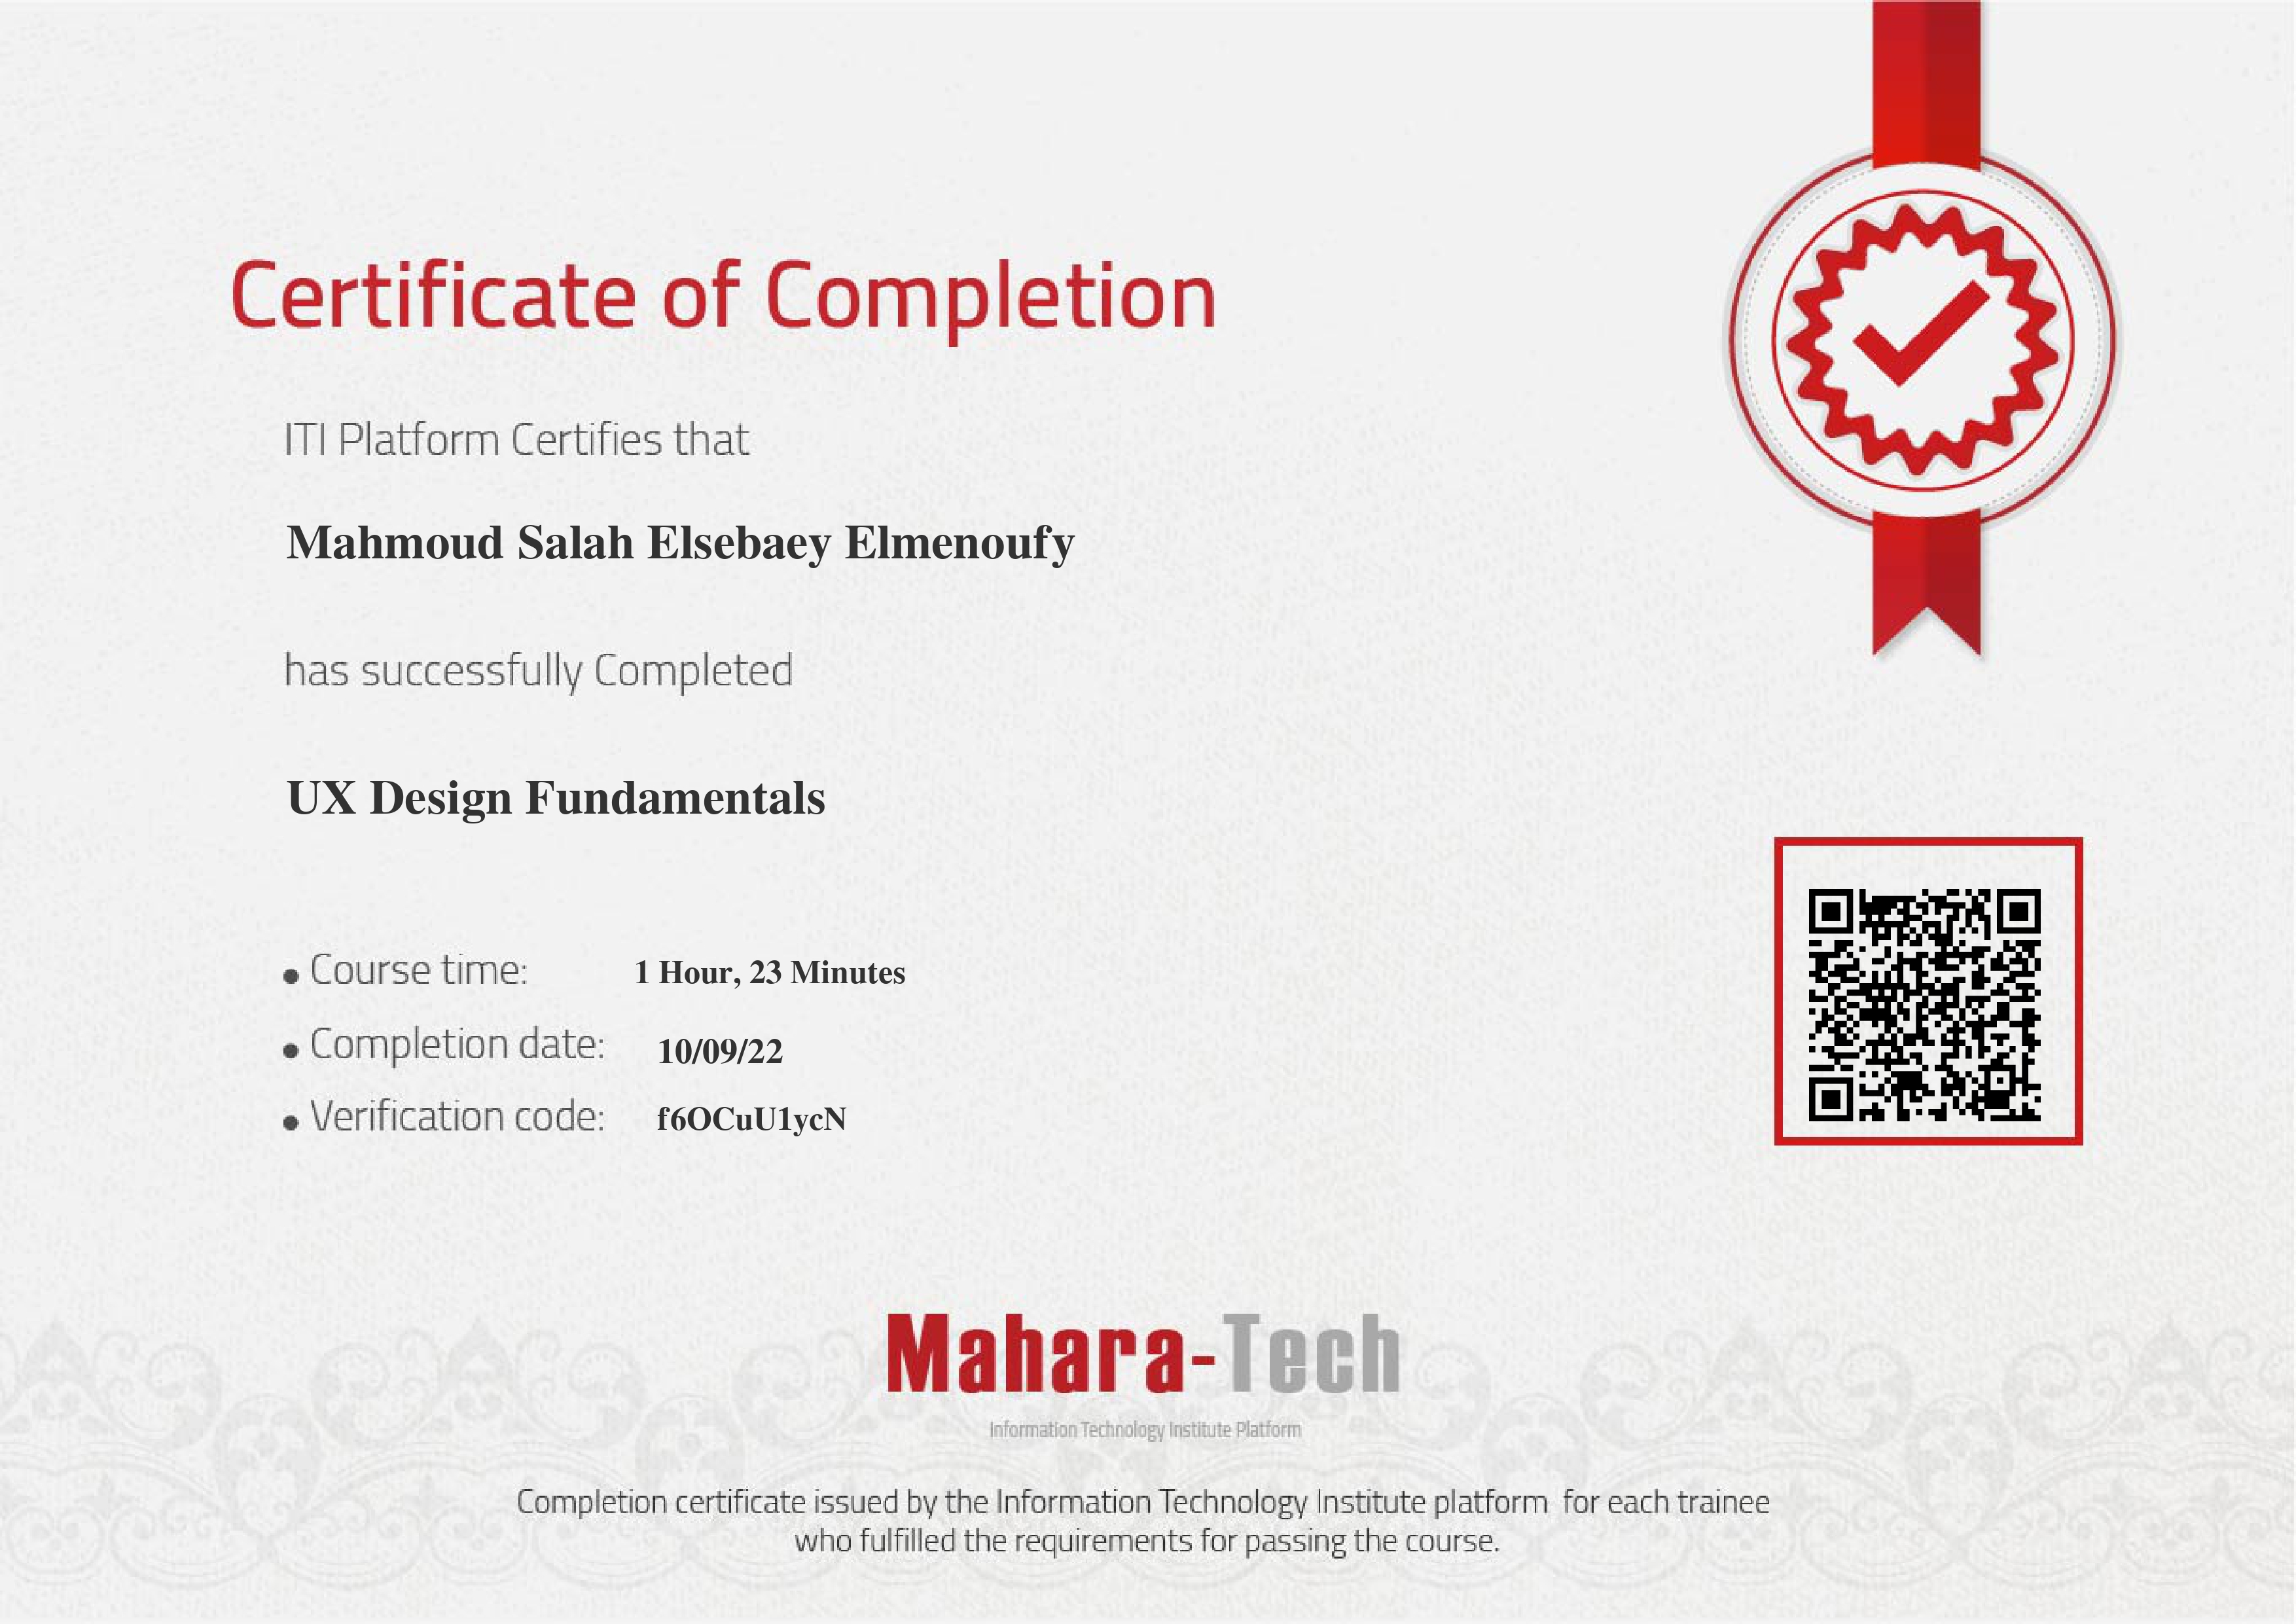 Certificate of Completion
ITI Platform Certifies that
Mahmoud Salah Elsebaey Elmenoufy
has successfully Completed
UX Design Fundamentals
• Course time: 1 Hour, 23 Minutes
• Completion date: 10/09/22
• Verification code: f6OCuU1ycN
Mahara-Tech
Information Technology Institute Platform
Completion certificate issued by the Information Technology Institute platform for each trainee
who fulfilled the requirements for passing the course.